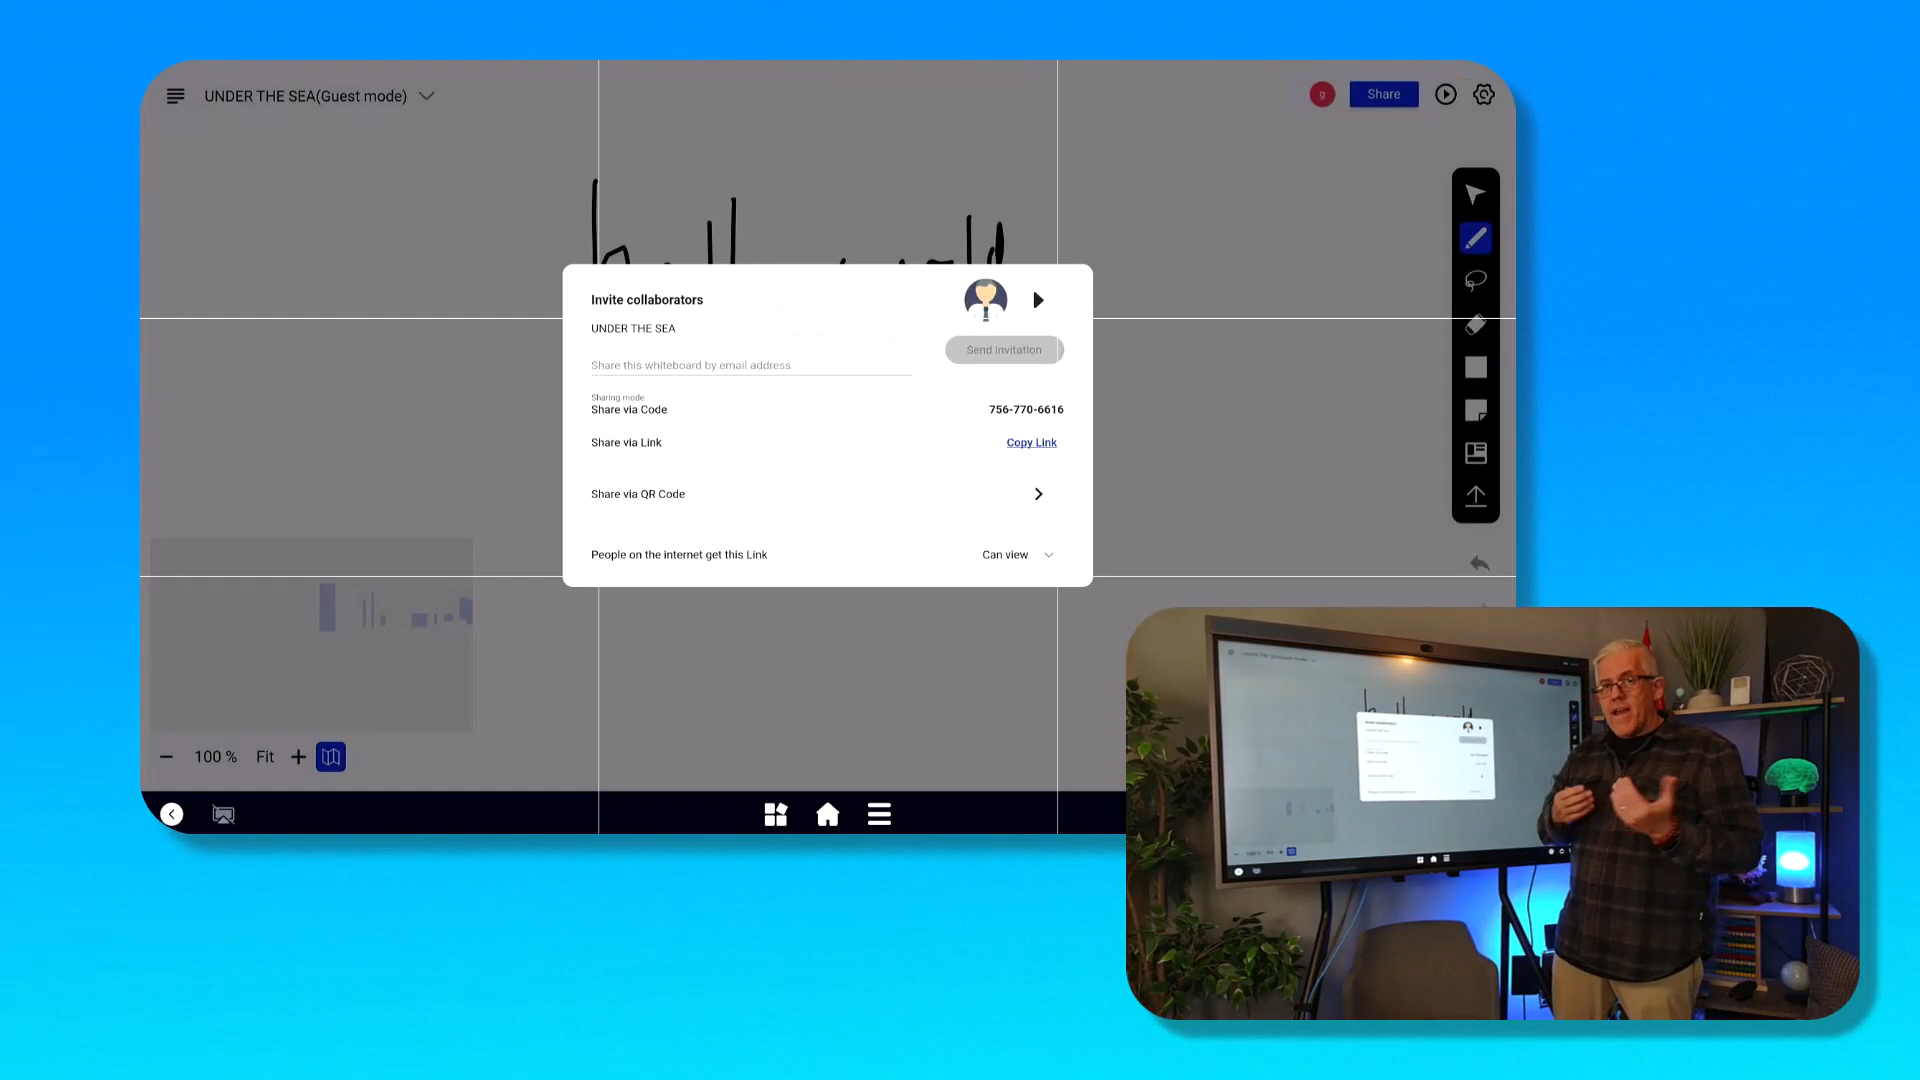 UNDER THE SEA(Guest mode)
g
Share
Invite collaborators
UNDER THE SEA
Send invitation
Share this whiteboard by email address
Sharing mode
Share via Code
756-770-6616
Share via Link
Copy Link
Share via QR Code
People on the internet get this Link
Can view
100 %
Fit